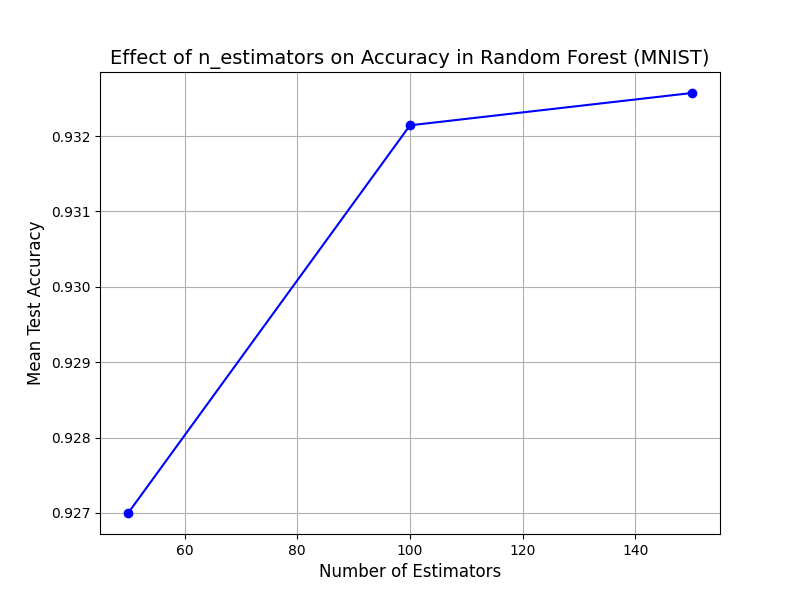 Effect of n_estimators on Accuracy in Random Forest (MNIST)
Mean Test Accuracy
0.932
0.931
0.930
0.929
0.928
0.927
60 80 100 120 140
Number of Estimators